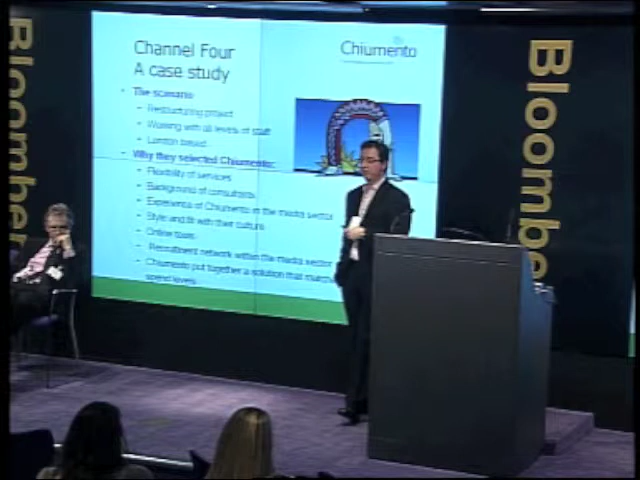 Bloomber
Channel Four
A case study
Chiumento
• The scenario
– Restructuring project
– Working with all levels of staff
– London based
• Why they selected Chiumento:
– Flexibility of services
– Background of consultants
– Experience of Chiumento in the media sector
– Style and fit with their culture
– Online tools
– Recruitment network within the media sector
– Chiumento put together a solution that
spend levels
Bloombe